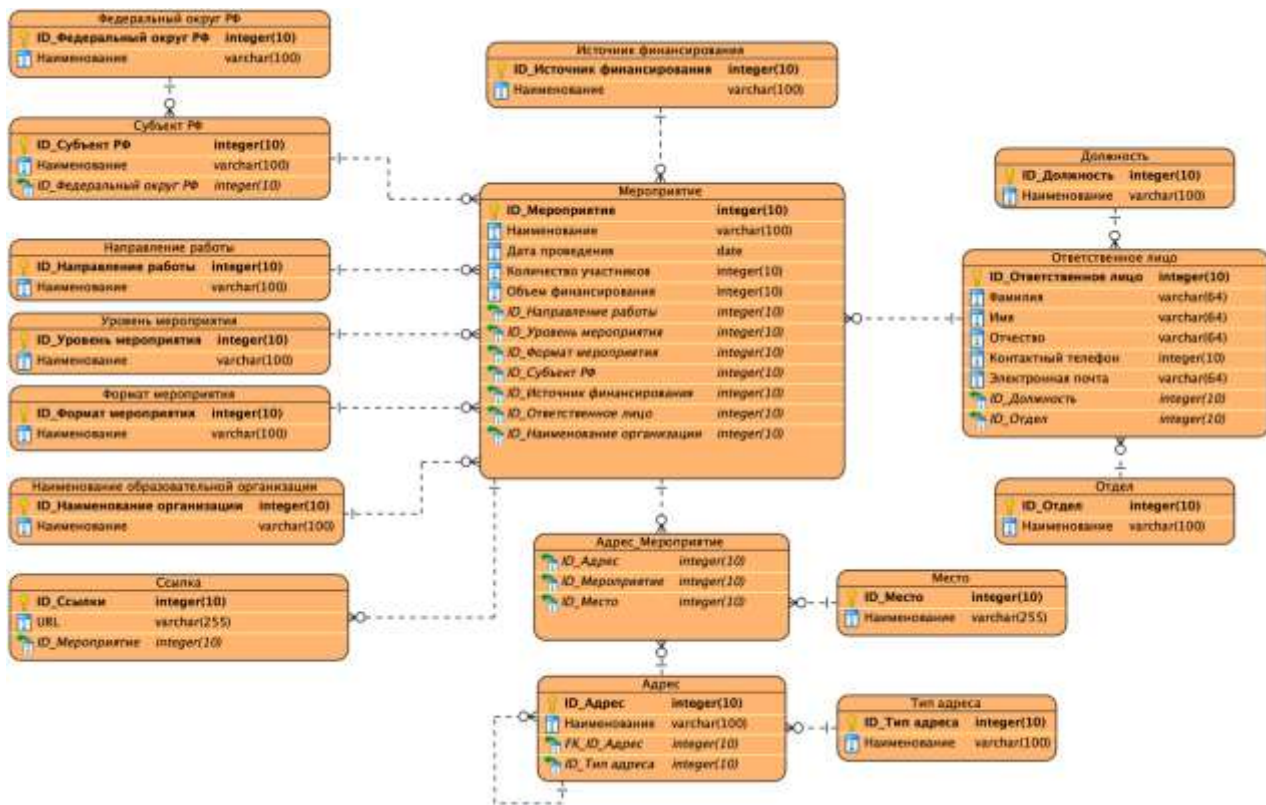 Федеральный округ РФ
ID_Федеральный округ РФ integer(10)
Наименование varchar(100)
Субъект РФ
ID_Субъект РФ integer(10)
Наименование varchar(100)
ID_Федеральный округ РФ integer(10)
Направление работы
ID_Направление работы integer(10)
Наименование varchar(100)
Уровень мероприятия
ID_Уровень мероприятия integer(10)
Наименование varchar(100)
Формат мероприятия
ID_Формат мероприятия integer(10)
Наименование varchar(100)
Наименование образовательной организации
ID_Наименование организации integer(10)
Наименование varchar(100)
Ссылка
ID_Ссылки integer(10)
URL varchar(255)
ID_Мероприятие integer(10)
Источник финансирования
ID_Источник финансирования integer(10)
Наименование varchar(100)
Мероприятие
ID_Мероприятие integer(10)
Наименование varchar(100)
Дата проведения date
Количество участников integer(10)
Объем финансирования integer(10)
ID_Направление работы integer(10)
ID_Уровень мероприятия integer(10)
ID_Формат мероприятия integer(10)
ID_Субъект РФ integer(10)
ID_Источник финансирования integer(10)
ID_Ответственное лицо integer(10)
ID_Наименование организации integer(10)
Адрес_Мероприятие
ID_Адрес integer(10)
ID_Мероприятие integer(10)
ID_Место integer(10)
Адрес
ID_Адрес integer(10)
Наименование varchar(100)
FK_ID_Адрес integer(10)
ID_Тип адреса integer(10)
Должность
ID_Должность integer(10)
Наименование varchar(100)
Ответственное лицо
ID_Ответственное лицо integer(10)
Фамилия varchar(64)
Имя varchar(64)
Отчество varchar(64)
Контактный телефон integer(10)
Электронная почта varchar(64)
ID_Должность integer(10)
ID_Отдел integer(10)
Отдел
ID_Отдел integer(10)
Наименование varchar(100)
Место
ID_Место integer(10)
Наименование varchar(255)
Тип адреса
ID_Тип адреса integer(10)
Наименование varchar(100)